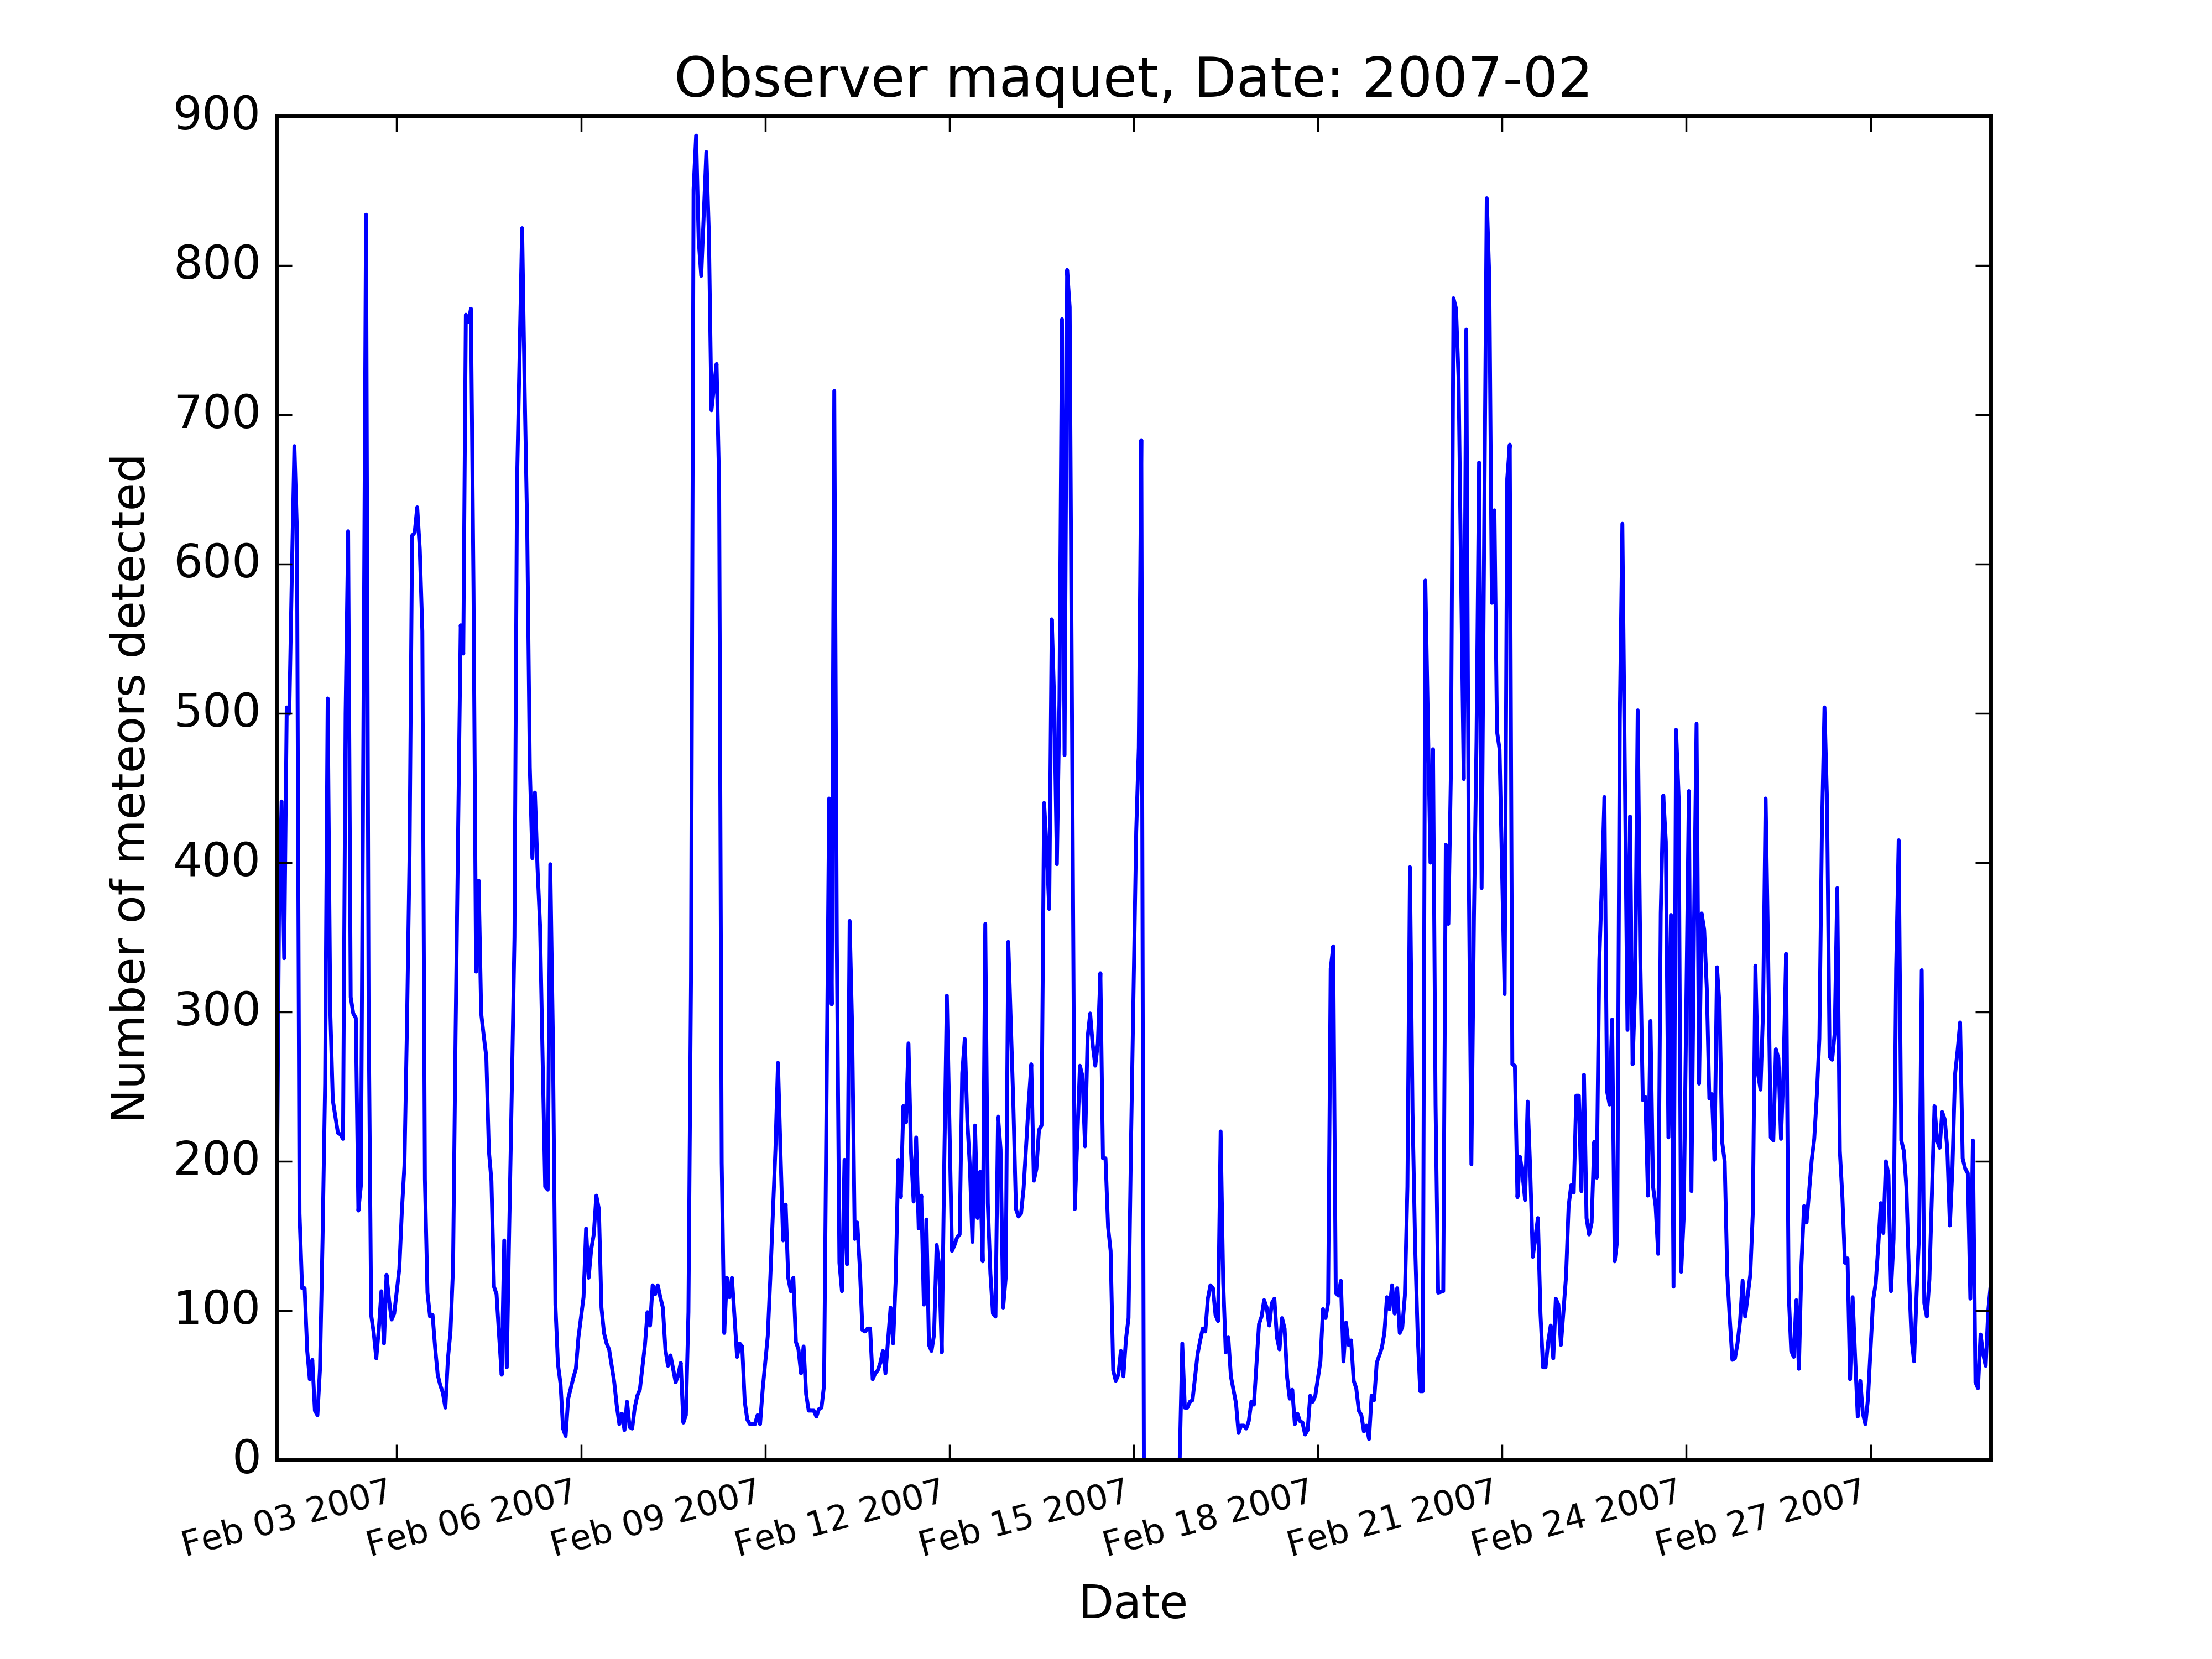 Observer maquet, Date: 2007-02
900
800
700
600
500
400
300
200
100
0
Number of meteors detected
Feb 03 2007
Feb 06 2007
Feb 09 2007
Feb 12 2007
Feb 15 2007
Feb 18 2007
Feb 21 2007
Feb 24 2007
Feb 27 2007
Date